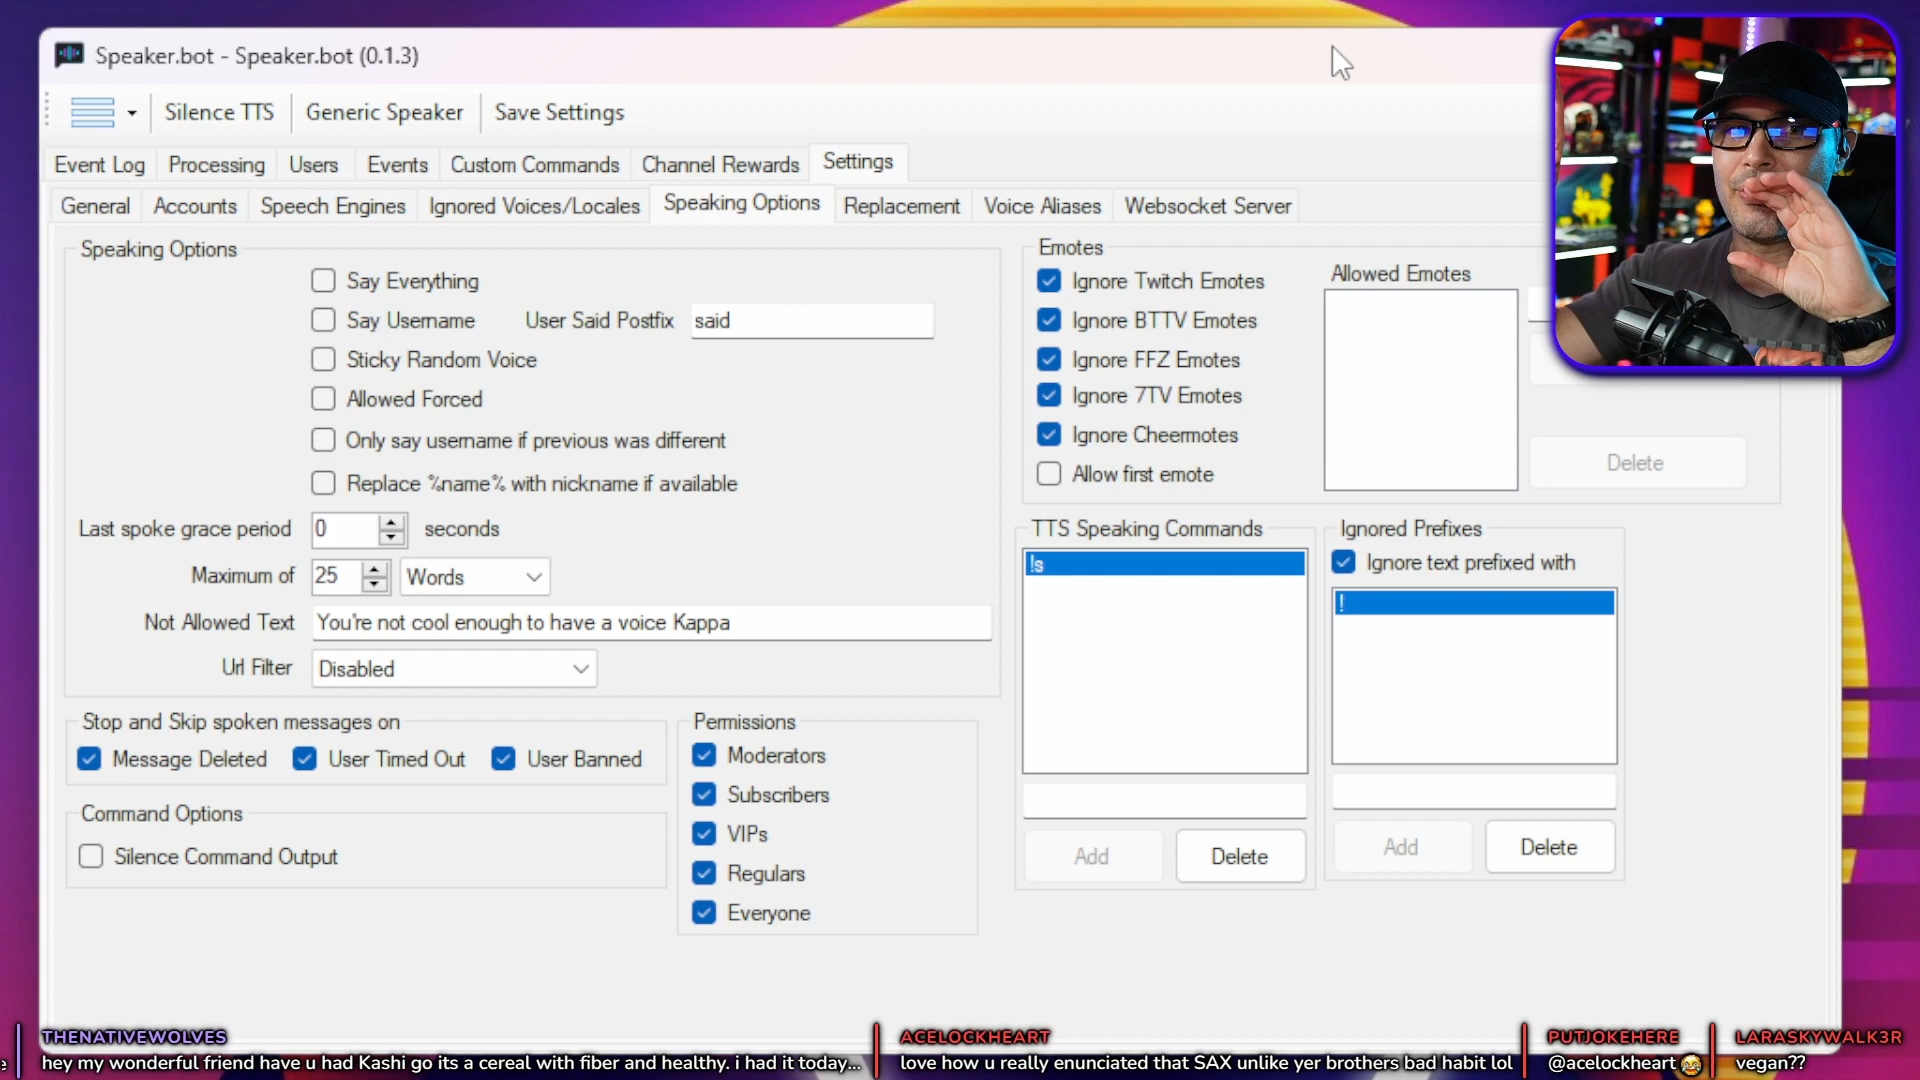 Speaker.bot - Speaker.bot (0.1.3)
Silence TTS
Generic Speaker
Save Settings
Event Log
Processing
Users
Events
Custom Commands
Channel Rewards
Settings
General
Accounts
Speech Engines
Ignored Voices/Locales
Speaking Options
Replacement
Voice Aliases
Websocket Server
Speaking Options
Say Everything
Say Username
User Said Postfix
said
Sticky Random Voice
Allowed Forced
Only say username if previous was different
Replace %name% with nickname if available
Last spoke grace period
0
seconds
Maximum of
25
Words
Not Allowed Text
You're not cool enough to have a voice Kappa
Url Filter
Disabled
Stop and Skip spoken messages on
Message Deleted
User Timed Out
User Banned
Command Options
Silence Command Output
Permissions
Moderators
Subscribers
VIPs
Regulars
Everyone
Emotes
Ignore Twitch Emotes
Ignore BTTV Emotes
Ignore FFZ Emotes
Ignore 7TV Emotes
Ignore Cheermotes
Allow first emote
Allowed Emotes
Delete
TTS Speaking Commands
!s
Add
Delete
Ignored Prefixes
Ignore text prefixed with
!
Add
Delete
THENATIVEWOLVES
hey my wonderful friend have u had Kashi go its a cereal with fiber and healthy. i had it today...
ACELOCKHEART
love how u really enunciated that SAX unlike yer brothers bad habit lol
PUTJOKEHERE
@acelockheart 😂
LARASKYWALK3R
vegan??